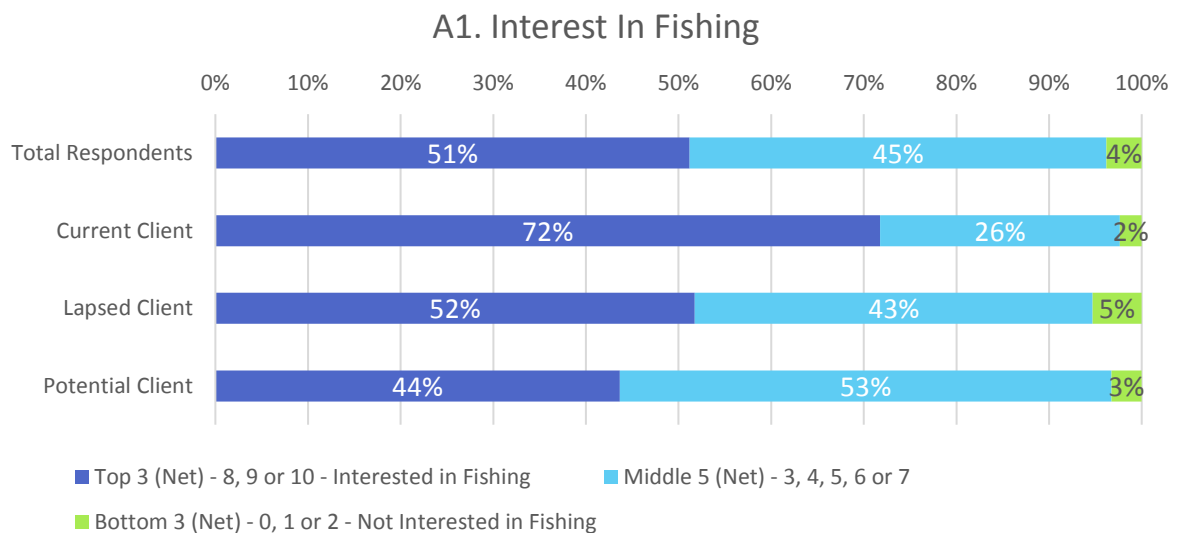 A1. Interest In Fishing
0% 10% 20% 30% 40% 50% 60% 70% 80% 90% 100%
Total Respondents 51% 45% 4%
Current Client 72% 26% 2%
Lapsed Client 52% 43% 5%
Potential Client 44% 53% 3%
Top 3 (Net) - 8, 9 or 10 - Interested in Fishing Middle 5 (Net) - 3, 4, 5, 6 or 7
Bottom 3 (Net) - 0, 1 or 2 - Not Interested in Fishing